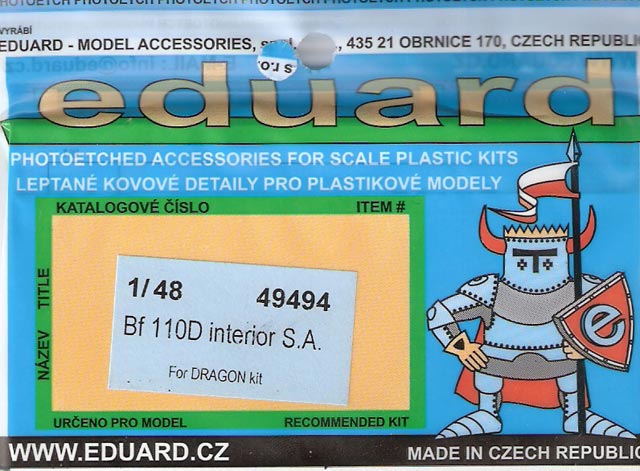 VYRÁBÍ
EDUARD - MODEL ACCESSORIES, 435 21 OBRNICE 170, CZECH REPUBLIC
eduard
PHOTOETCHED ACCESSORIES FOR SCALE PLASTIC KITS
LEPTANÉ KOVOVÉ DETAILY PRO PLASTIKOVÉ MODELY
KATALOGOVÉ ČÍSLO ITEM #
NÁZEV TITLE
1/48 49494
Bf 110D interior S.A.
For DRAGON kit
e
URČENO PRO MODEL RECOMMENDED KIT
WWW.EDUARD.CZ MADE IN CZECH REPUBLIC